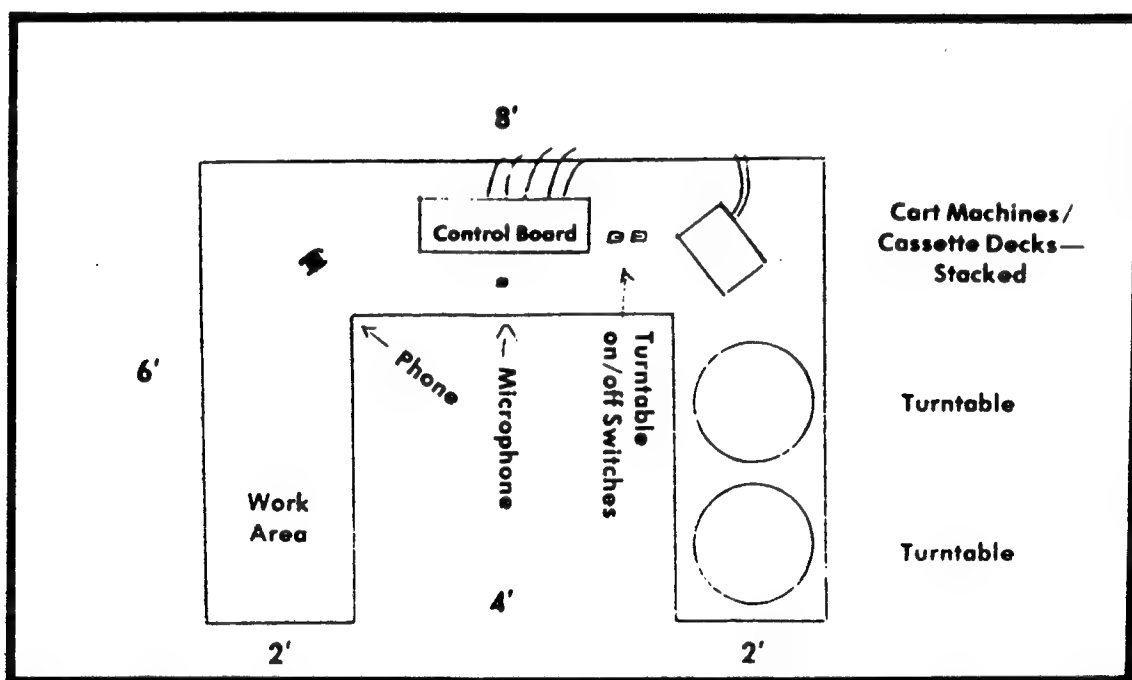 8'
Control Board
Cart Machines/
Cassette Decks—
Stacked
6'
Phone
Microphone
Turntable
on/off Switches
Turntable
Work
Area
Turntable
4'
2'
2'